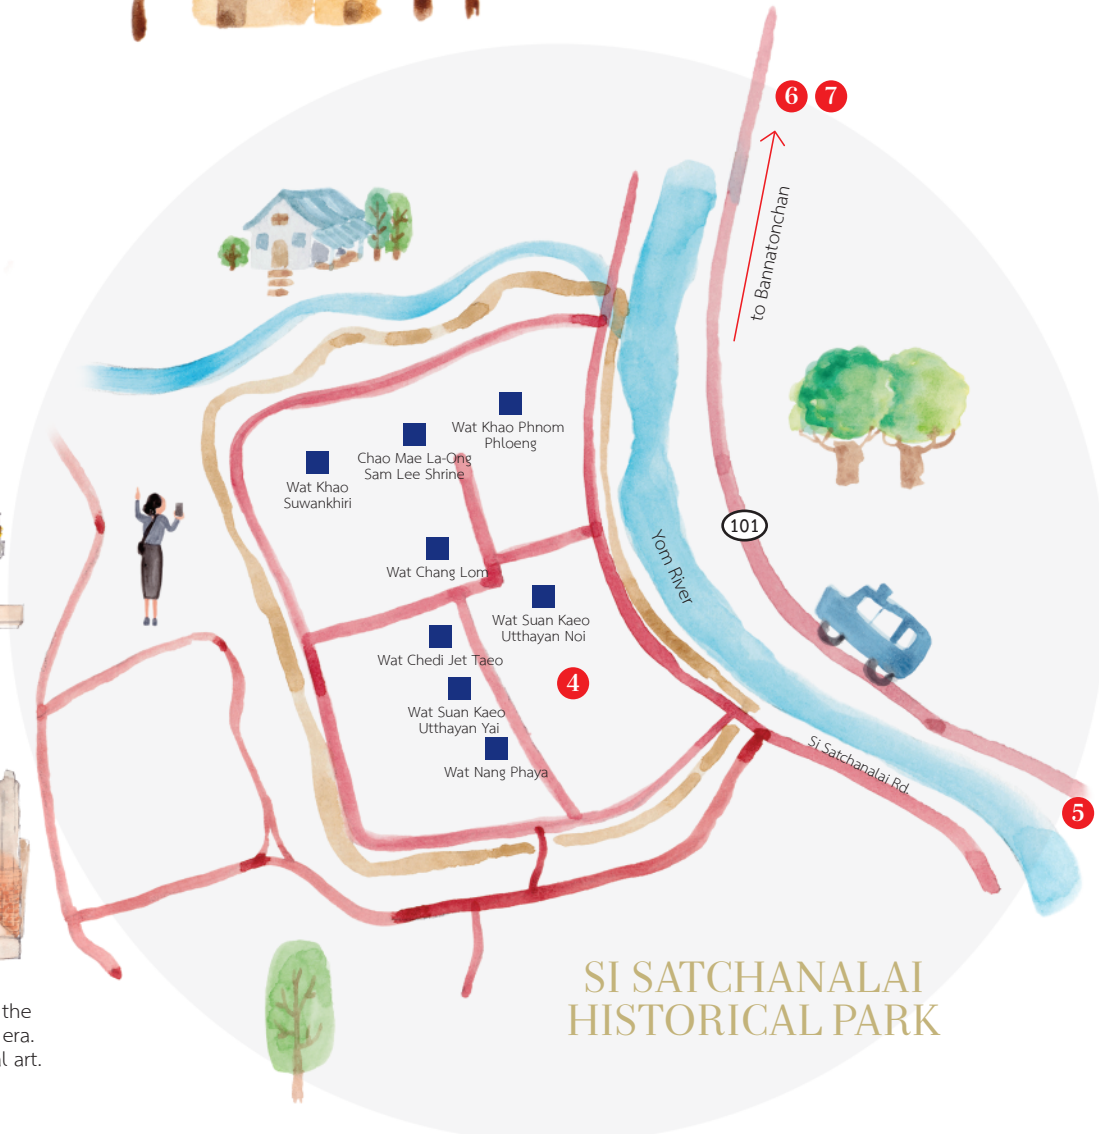 6 7
to Bannatonchan
Wat Khao Phnom
Phloeng
Chao Mae La-Ong
Sam Lee Shrine
Wat Khao
Suwankhiri
101
Yom River
Wat Chang Lom
Wat Suan Kaeo
Utthayan Noi
Wat Chedi Jet Taeo
4
Wat Suan Kaeo
Utthayan Yai
Wat Nang Phaya
Si Satchanalai Rd.
5
SI SATCHANALAI
HISTORICAL PARK
the
era.
art.